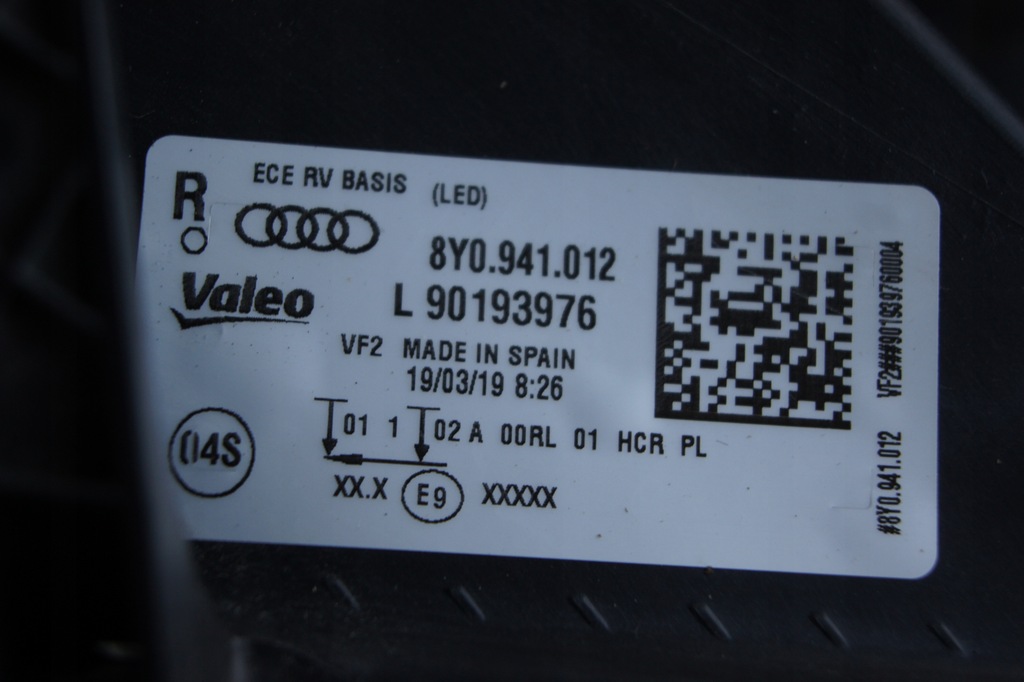 R
ECE RV BASIS (LED)
8Y0.941.012
Valeo
L 90193976
VF2 MADE IN SPAIN
19/03/19 8:26
01 1 02 A 00RL 01 HCR PL
04S
XX.X E9 XXXXX
#8Y0.941.012 VF2###901939760004